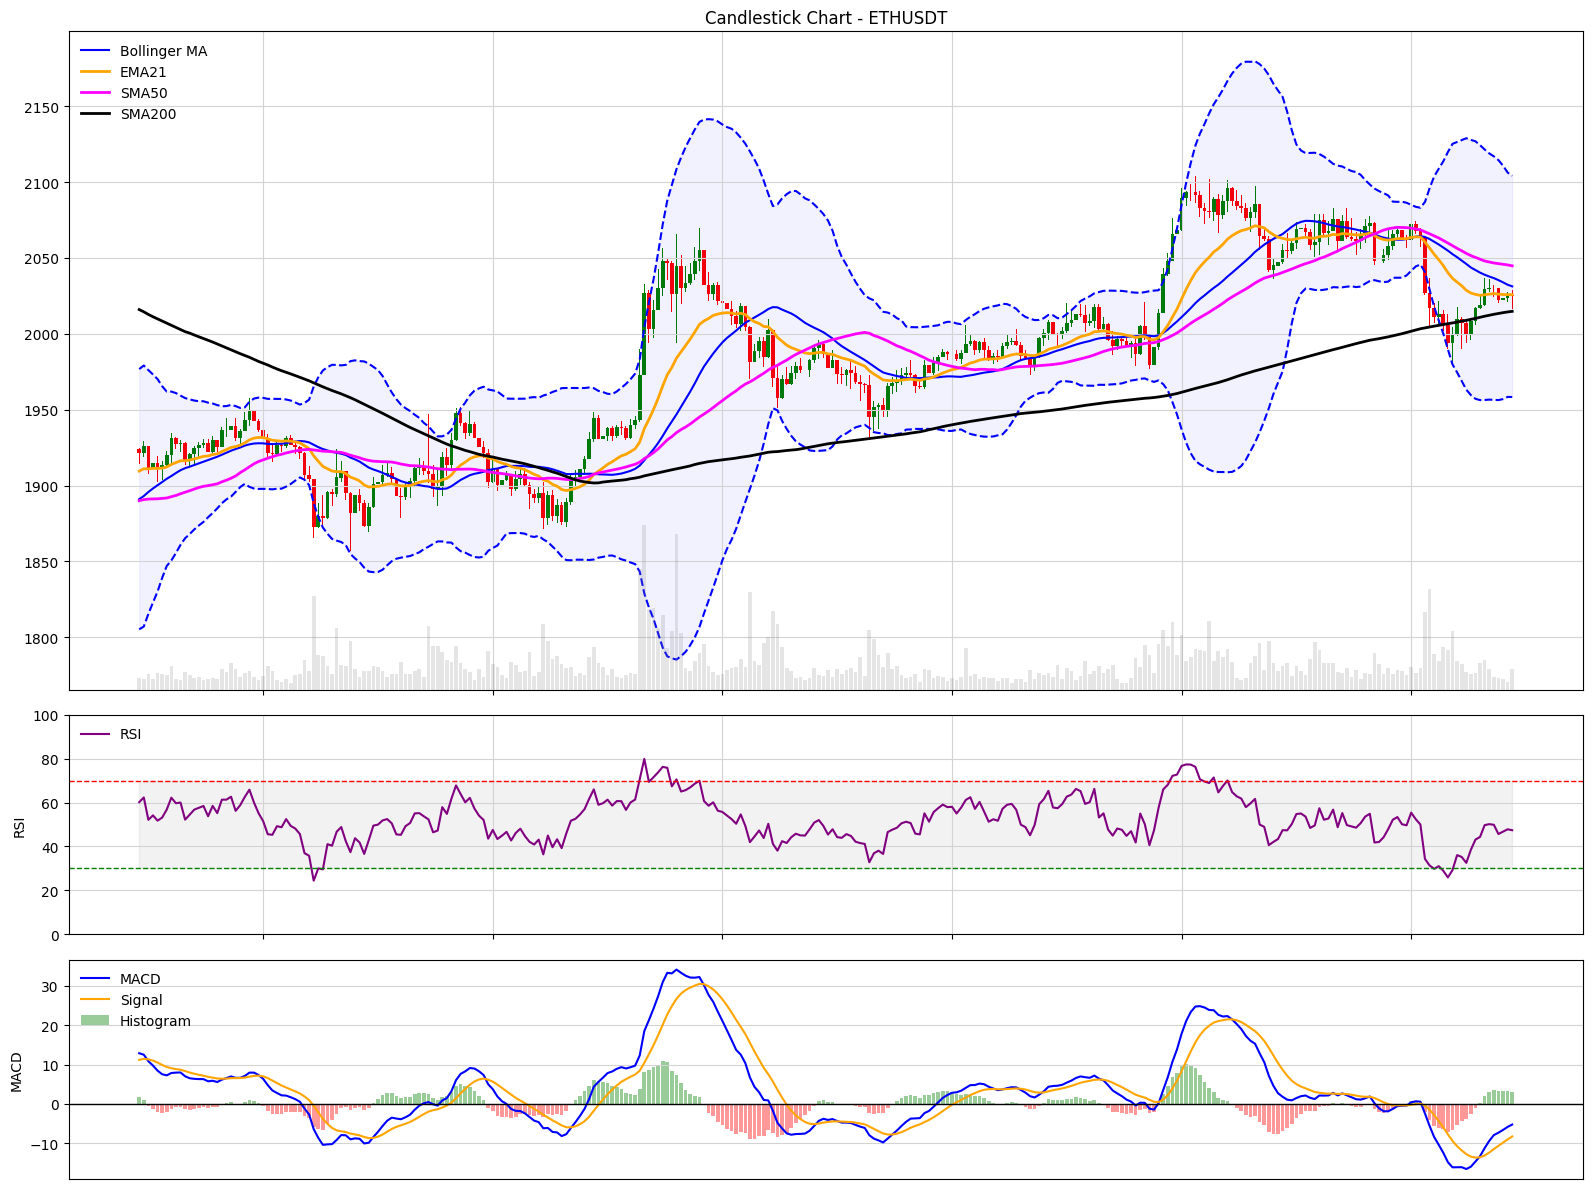 Candlestick Chart - ETHUSDT
Bollinger MA
EMA21
SMA50
SMA200
2150
2100
2050
2000
1950
1900
1850
1800
RSI
100
80
60
40
20
0
RSI
MACD
Signal
Histogram
30
20
10
0
−10
MACD